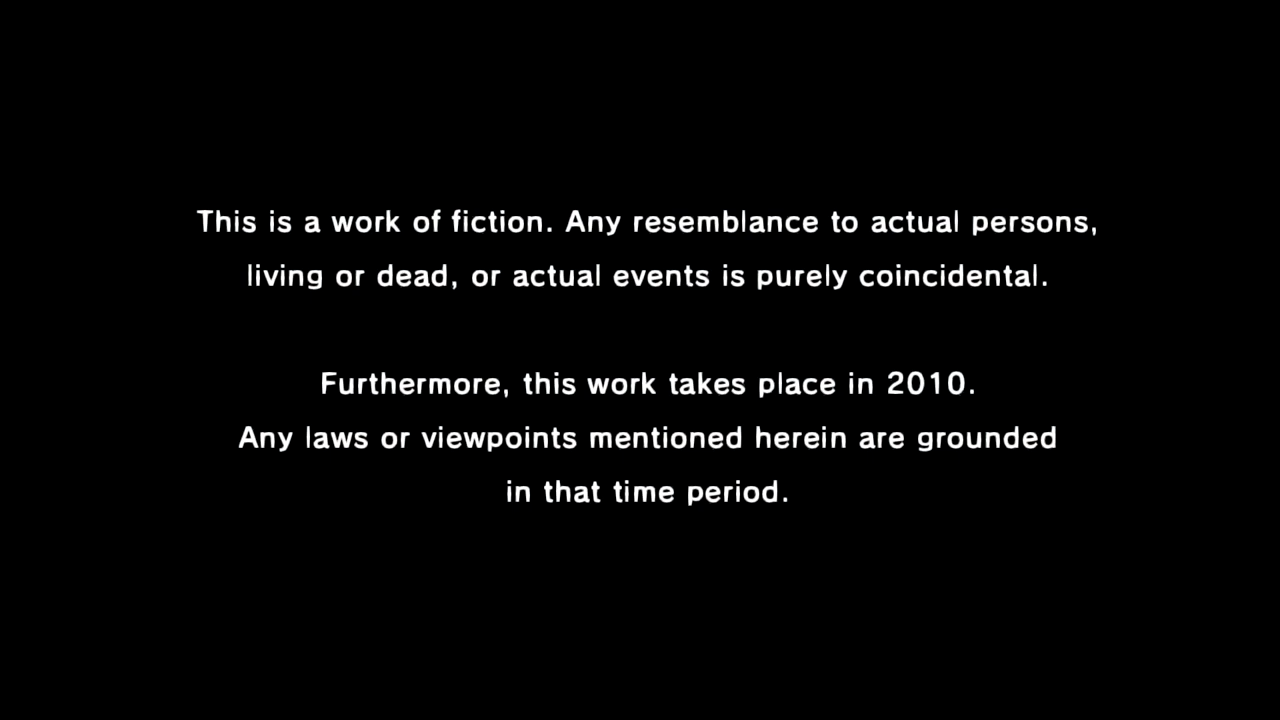 This is a work of fiction. Any resemblance to actual persons,
living or dead, or actual events is purely coincidental.
Furthermore, this work takes place in 2010.
Any laws or viewpoints mentioned herein are grounded
in that time period.